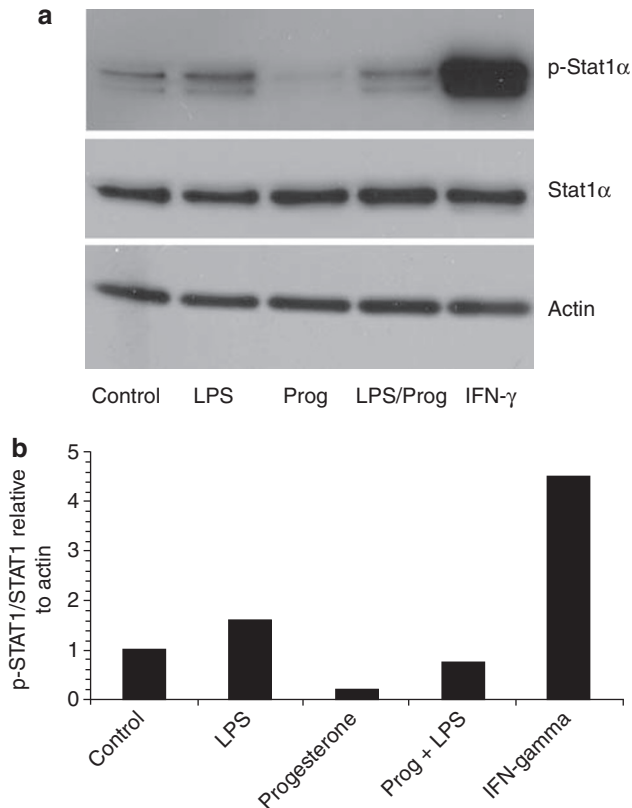 a
p-Stat1α
Stat1α
Actin
Control LPS Prog LPS/Prog IFN-γ
b
p-STAT1/STAT1 relative
to actin
5
4
3
2
1
0
Control
LPS
Progesterone
Prog + LPS
IFN-gamma